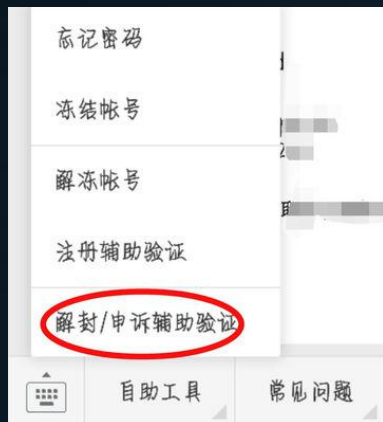 忘记密码
冻结帐号
解冻帐号
注册辅助验证
解封/申诉辅助验证
自助工具
常见问题